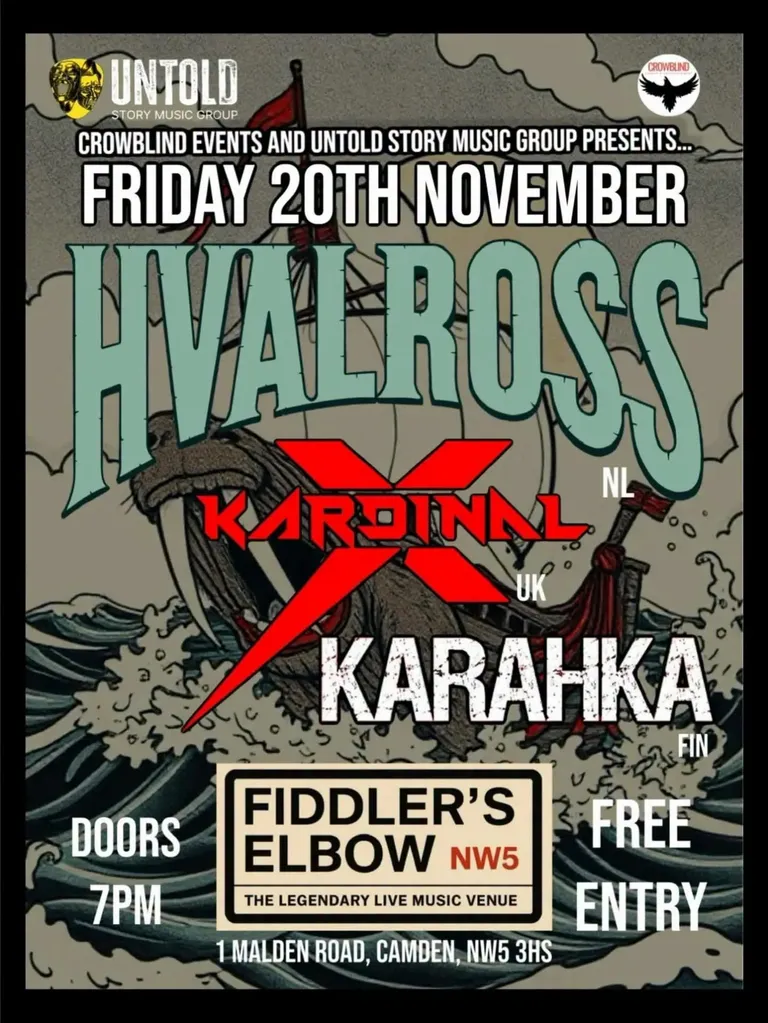 UNTOLD
STORY MUSIC GROUP
CROWBLIND
CROWBLIND EVENTS AND UNTOLD STORY MUSIC GROUP PRESENTS...
FRIDAY 20TH NOVEMBER
HVALROSS
NL
KARDINAL
X
UK
KARAHKA
FIN
DOORS
7PM
FIDDLER'S
ELBOW NW5
THE LEGENDARY LIVE MUSIC VENUE
FREE
ENTRY
1 MALDEN ROAD, CAMDEN, NW5 3HS